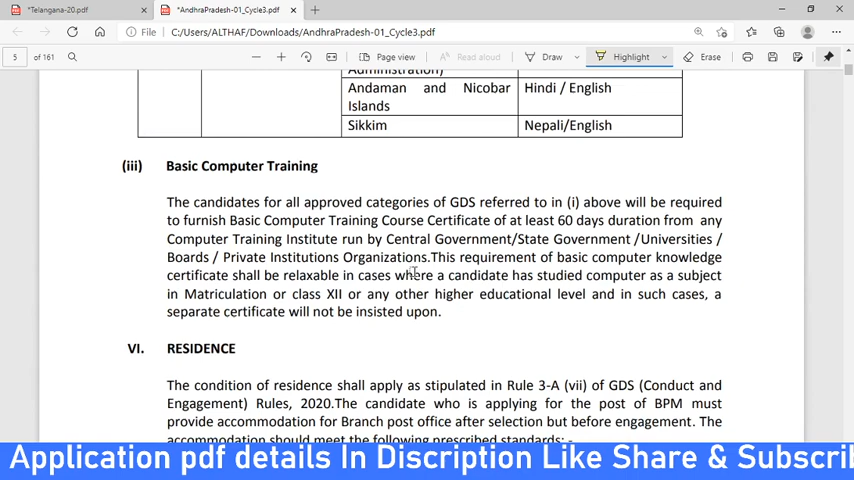 *Telangana-20.pdf
*AndhraPradesh-01_Cycle3.pdf
File | C:/Users/ALTHAF/Downloads/AndhraPradesh-01_Cycle3.pdf
5 of 161
Page view
Read aloud
Draw
Highlight
Erase
Administration)
Andaman and Nicobar Hindi / English
Islands
Sikkim Nepali/English
(iii) Basic Computer Training
The candidates for all approved categories of GDS referred to in (i) above will be required
to furnish Basic Computer Training Course Certificate of at least 60 days duration from any
Computer Training Institute run by Central Government/State Government /Universities /
Boards / Private Institutions Organizations.This requirement of basic computer knowledge
certificate shall be relaxable in cases where a candidate has studied computer as a subject
in Matriculation or class XII or any other higher educational level and in such cases, a
separate certificate will not be insisted upon.
VI. RESIDENCE
The condition of residence shall apply as stipulated in Rule 3-A (vii) of GDS (Conduct and
Engagement) Rules, 2020.The candidate who is applying for the post of BPM must
provide accommodation for Branch post office after selection but before engagement. The
accommodation should meet the following prescribed standards: -
Application pdf details In Discription Like Share & Subscrib